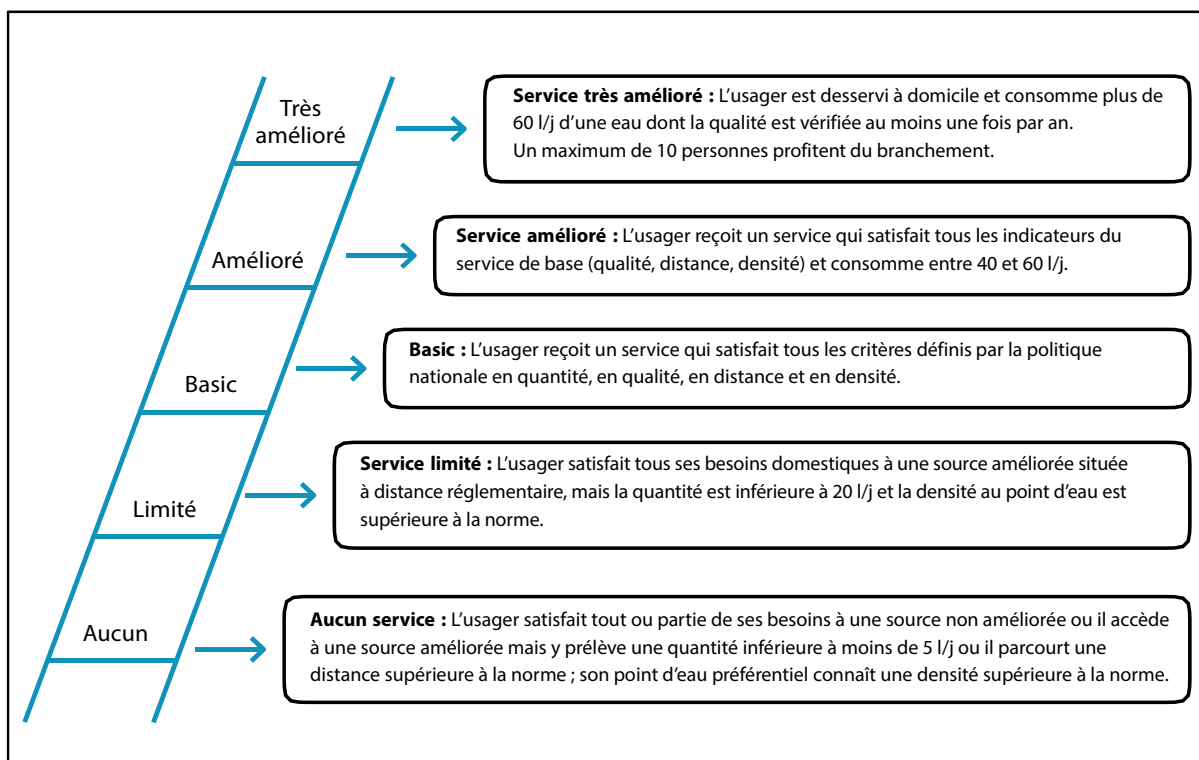 Très
amélioré
Service très amélioré : L'usager est desservi à domicile et consomme plus de
60 l/j d'une eau dont la qualité est vérifiée au moins une fois par an.
Un maximum de 10 personnes profitent du branchement.
Amélioré
Service amélioré : L'usager reçoit un service qui satisfait tous les indicateurs du
service de base (qualité, distance, densité) et consomme entre 40 et 60 l/j.
Basic
Basic : L'usager reçoit un service qui satisfait tous les critères définis par la politique
nationale en quantité, en qualité, en distance et en densité.
Limité
Service limité : L'usager satisfait tous ses besoins domestiques à une source améliorée située
à distance réglementaire, mais la quantité est inférieure à 20 l/j et la densité au point d'eau est
supérieure à la norme.
Aucun
Aucun service : L'usager satisfait tout ou partie de ses besoins à une source non améliorée ou il accède
à une source améliorée mais y prélève une quantité inférieure à moins de 5 l/j ou il parcourt une
distance supérieure à la norme ; son point d'eau préférentiel connaît une densité supérieure à la norme.